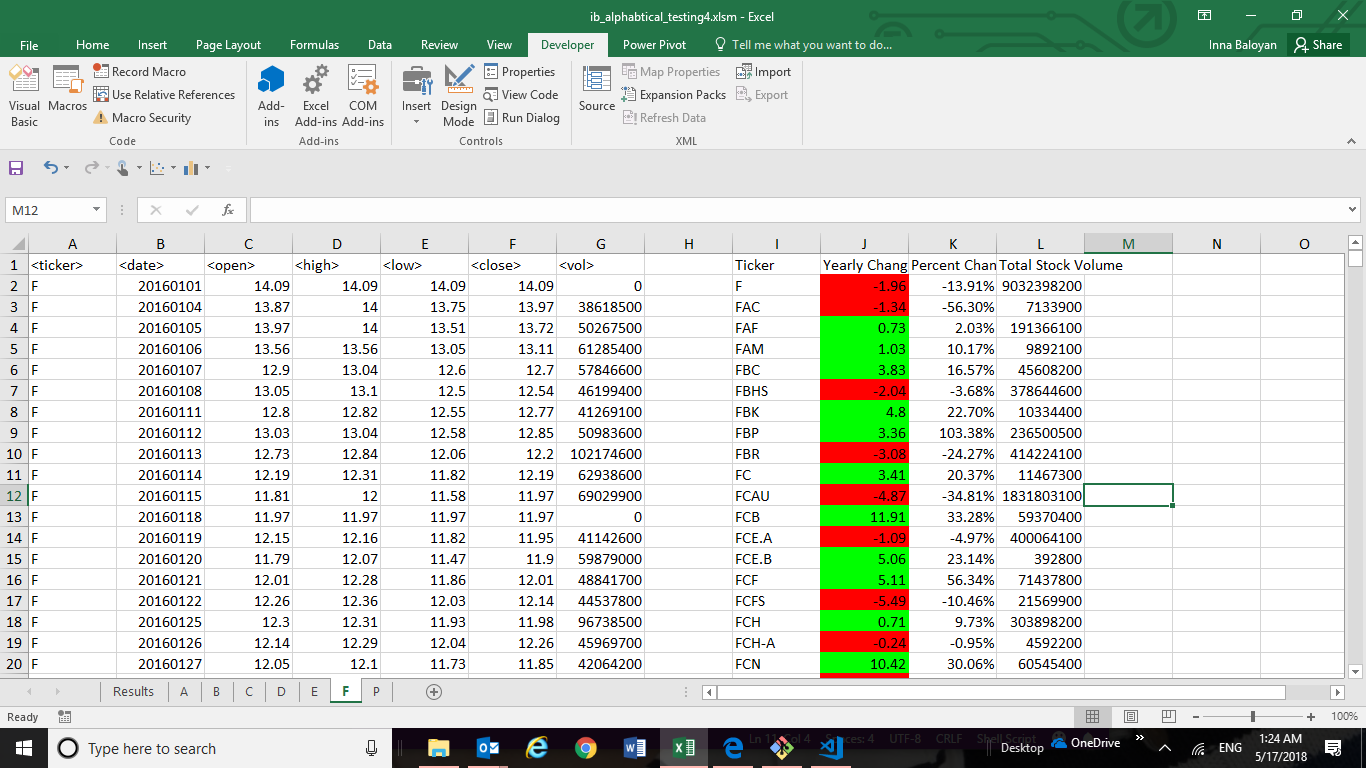 ib_alphabtical_testing4.xlsm - Excel
File Home Insert Page Layout Formulas Data Review View Developer Power Pivot Tell me what you want to do... Inna Baloyan Share
Record Macro Properties Map Properties Import
Use Relative References View Code Expansion Packs Export
Visual Basic Macros Macro Security Add-ins Excel Add-ins COM Add-ins Insert Design Mode Run Dialog Source Refresh Data
Code Add-ins Controls XML
M12 fx
A B C D E F G H I J K L M N O
1 <ticker> <date> <open> <high> <low> <close> <vol> Ticker Yearly Chang Percent Chan Total Stock Volume
2 F 20160101 14.09 14.09 14.09 14.09 0 F -1.96 -13.91% 9032398200
3 F 20160104 13.87 14 13.75 13.97 38618500 FAC -1.34 -56.30% 7133900
4 F 20160105 13.97 14 13.51 13.72 50267500 FAF 0.73 2.03% 191366100
5 F 20160106 13.56 13.56 13.05 13.11 61285400 FAM 1.03 10.17% 9892100
6 F 20160107 12.9 13.04 12.6 12.7 57846600 FBC 3.83 16.57% 45608200
7 F 20160108 13.05 13.1 12.5 12.54 46199400 FBHS -2.04 -3.68% 378644600
8 F 20160111 12.8 12.82 12.55 12.77 41269100 FBK 4.8 22.70% 10334400
9 F 20160112 13.03 13.04 12.58 12.85 50983600 FBP 3.36 103.38% 236500500
10 F 20160113 12.73 12.84 12.06 12.2 102174600 FBR -3.08 -24.27% 414224100
11 F 20160114 12.19 12.31 11.82 12.19 62938600 FC 3.41 20.37% 11467300
12 F 20160115 11.81 12 11.58 11.97 69029900 FCAU -4.87 -34.81% 1831803100
13 F 20160118 11.97 11.97 11.97 11.97 0 FCB 11.91 33.28% 59370400
14 F 20160119 12.15 12.16 11.82 11.95 41142600 FCE.A -1.09 -4.97% 400064100
15 F 20160120 11.79 12.07 11.47 11.9 59879000 FCE.B 5.06 23.14% 392800
16 F 20160121 12.01 12.28 11.86 12.01 48841700 FCF 5.11 56.34% 71437800
17 F 20160122 12.26 12.36 12.03 12.14 44537800 FCFS -5.49 -10.46% 21569900
18 F 20160125 12.3 12.31 11.93 11.98 96738500 FCH 0.71 9.73% 303898200
19 F 20160126 12.14 12.29 12.04 12.26 45969700 FCH-A -0.24 -0.95% 4592200
20 F 20160127 12.05 12.1 11.73 11.85 42064200 FCN 10.42 30.06% 60545400
Results A B C D E F P
Ready 100%
Type here to search Ln 11, Col 4 Spaces: 4 UTF-8 CRLF Shell Script Desktop OneDrive ENG 1:24 AM
5/17/2018